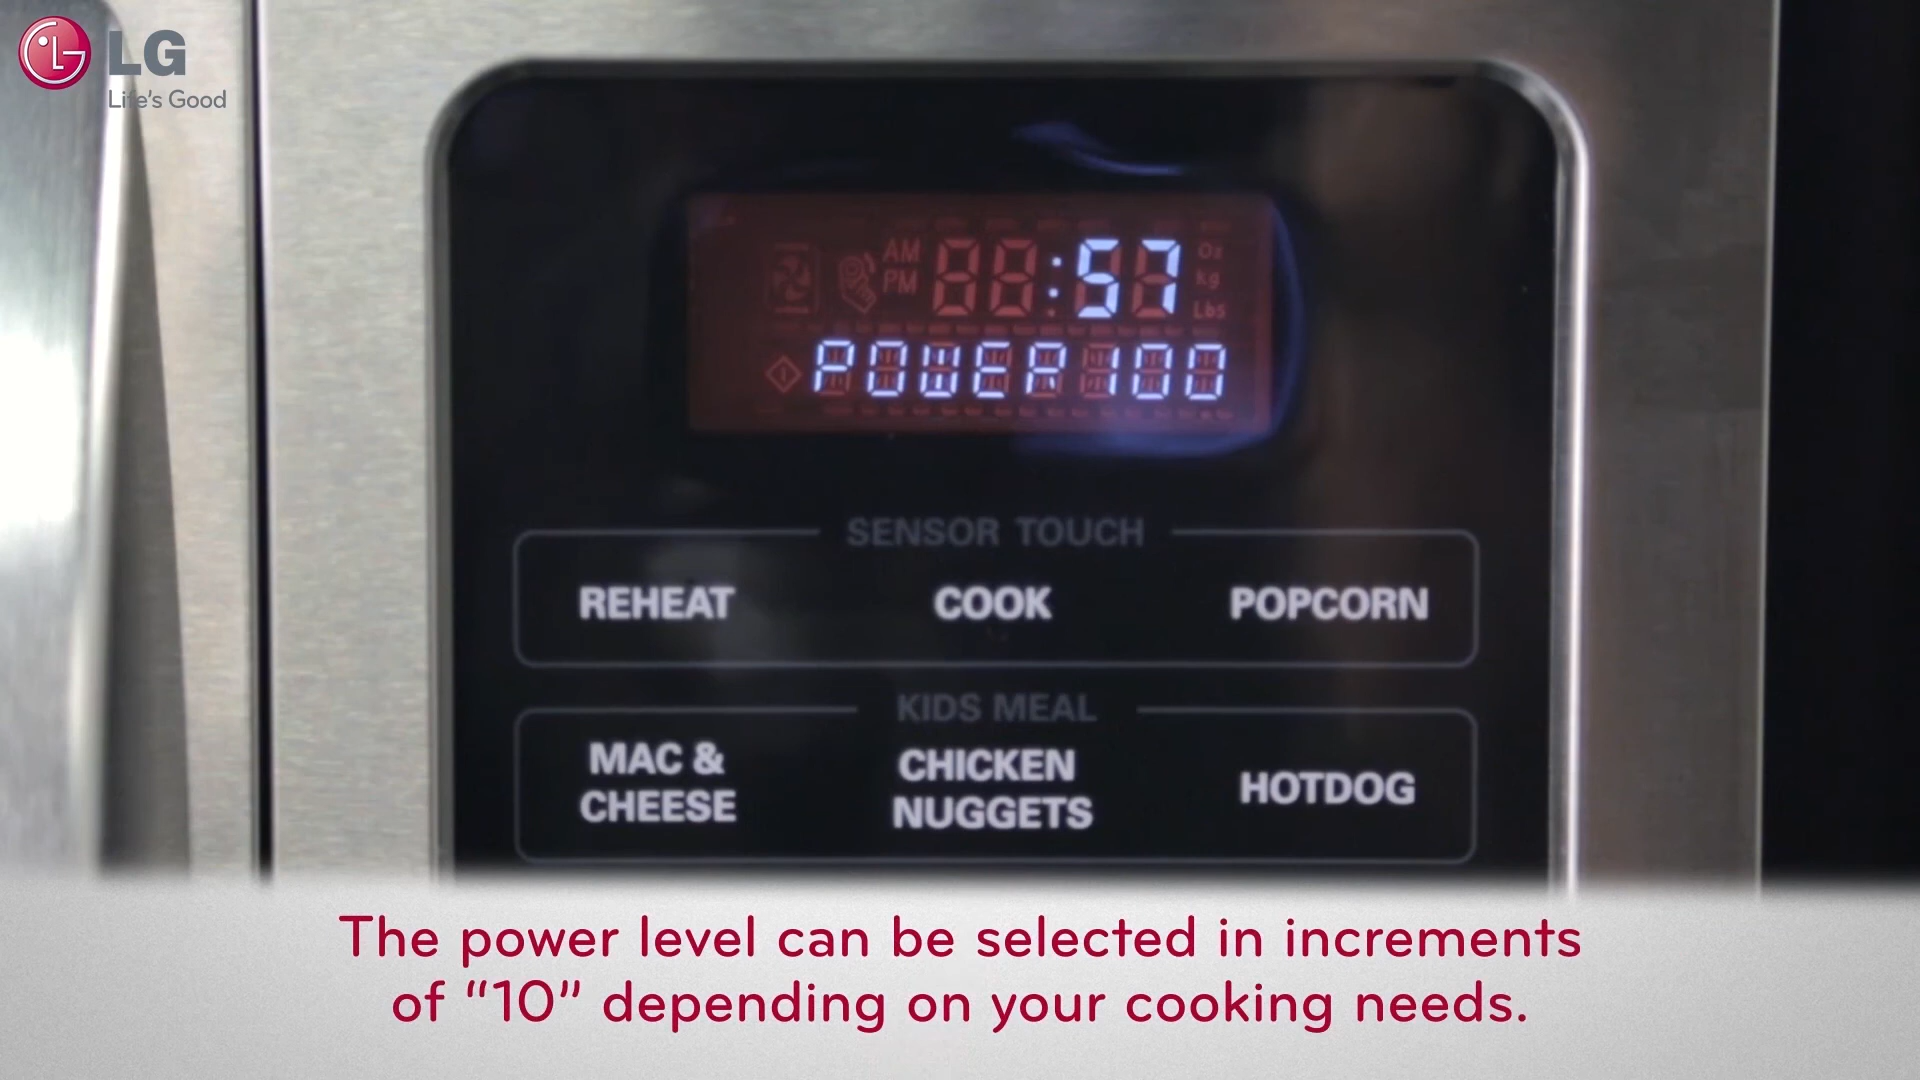 LG
Life's Good
AM
PM
:57
Oz
kg
Lbs
POWER100
SENSOR TOUCH
REHEAT COOK POPCORN
KIDS MEAL
MAC &
CHEESE
CHICKEN
NUGGETS
HOTDOG
The power level can be selected in increments
of “10” depending on your cooking needs.